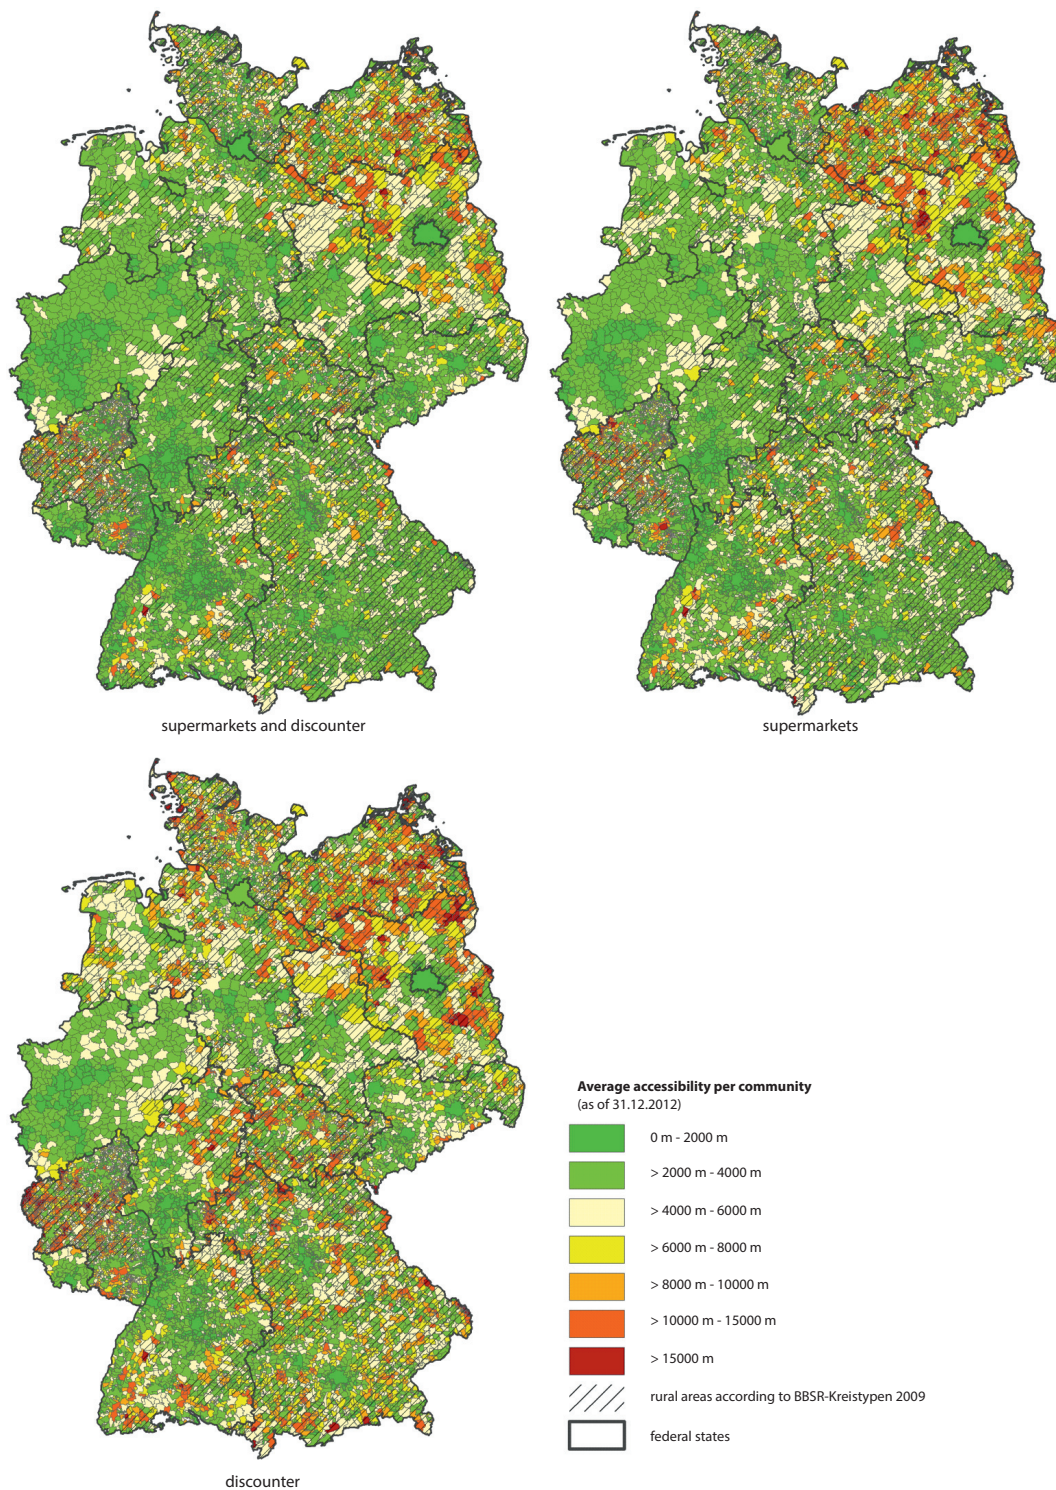 supermarkets and discounter
supermarkets
Average accessibility per community
(as of 31.12.2012)
0 m - 2000 m
> 2000 m - 4000 m
> 4000 m - 6000 m
> 6000 m - 8000 m
> 8000 m - 10000 m
> 10000 m - 15000 m
> 15000 m
rural areas according to BBSR-Kreistypen 2009
federal states
discounter